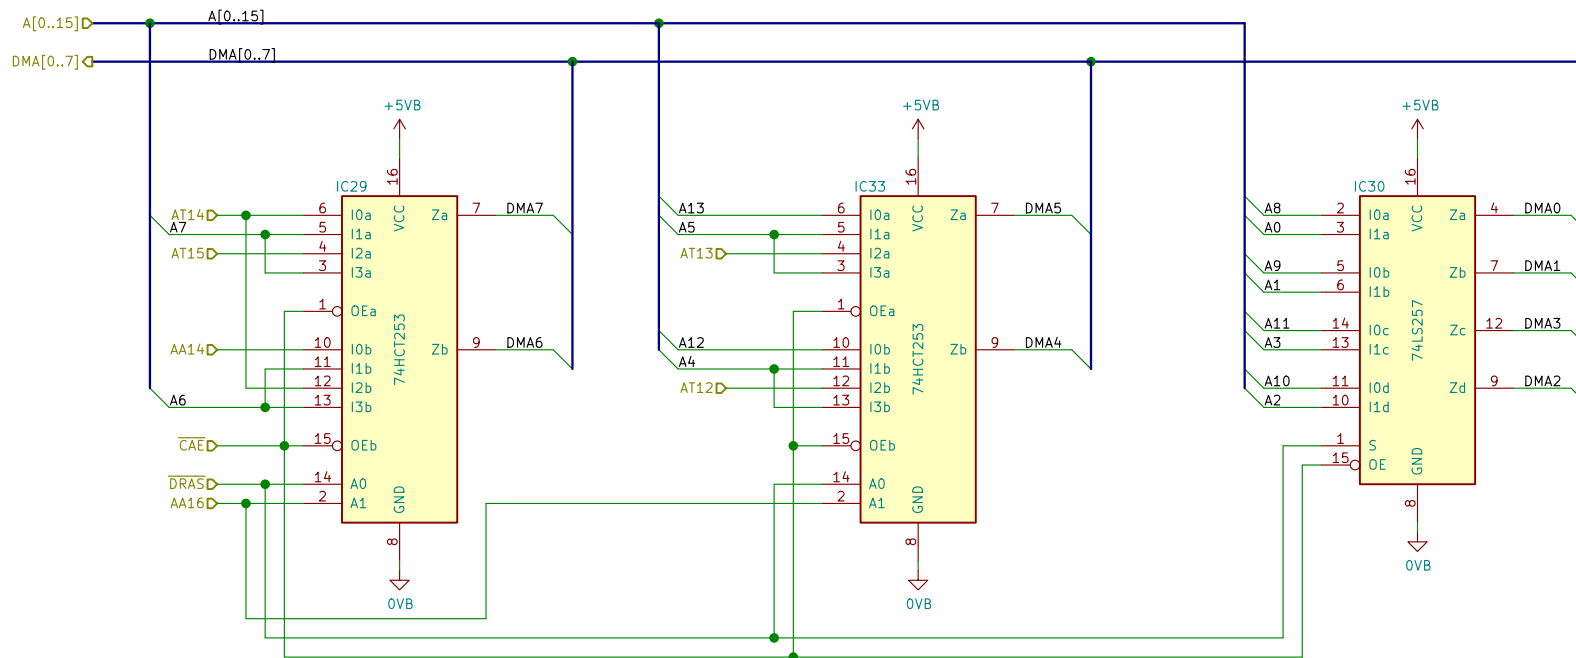 A[0..15] A[0..15]
DMA[0..7] DMA[0..7]
+5VB +5VB +5VB
16 16 16
IC29 IC33 IC30
AT14 6 I0a VCC Za 7 DMA7 A13 6 I0a VCC Za 7 DMA5 A8 2 I0a VCC Za 4 DMA0
A7 5 I1a A5 5 I1a A0 3 I1a
AT15 4 I2a AT13 4 I2a
3 I3a 3 I3a A9 5 I0b Zb 7 DMA1
A1 6 I1b
1 OEa 1 OEa
A11 14 I0c Zc 12 DMA3
AA14 10 I0b Zb 9 DMA6 A12 10 I0b Zb 9 DMA4 A3 13 I1c
11 I1b 74HCT253 A4 11 I1b 74HCT253 74LS257
12 I2b AT12 12 I2b A10 11 I0d Zd 9 DMA2
A6 13 I3b 13 I3b A2 10 I1d
CAE 15 OEb 15 OEb 1 S
15 OE GND
DRAS 14 A0 14 A0
AA16 2 A1 GND 2 A1 GND 8
8 8
0VB
0VB 0VB